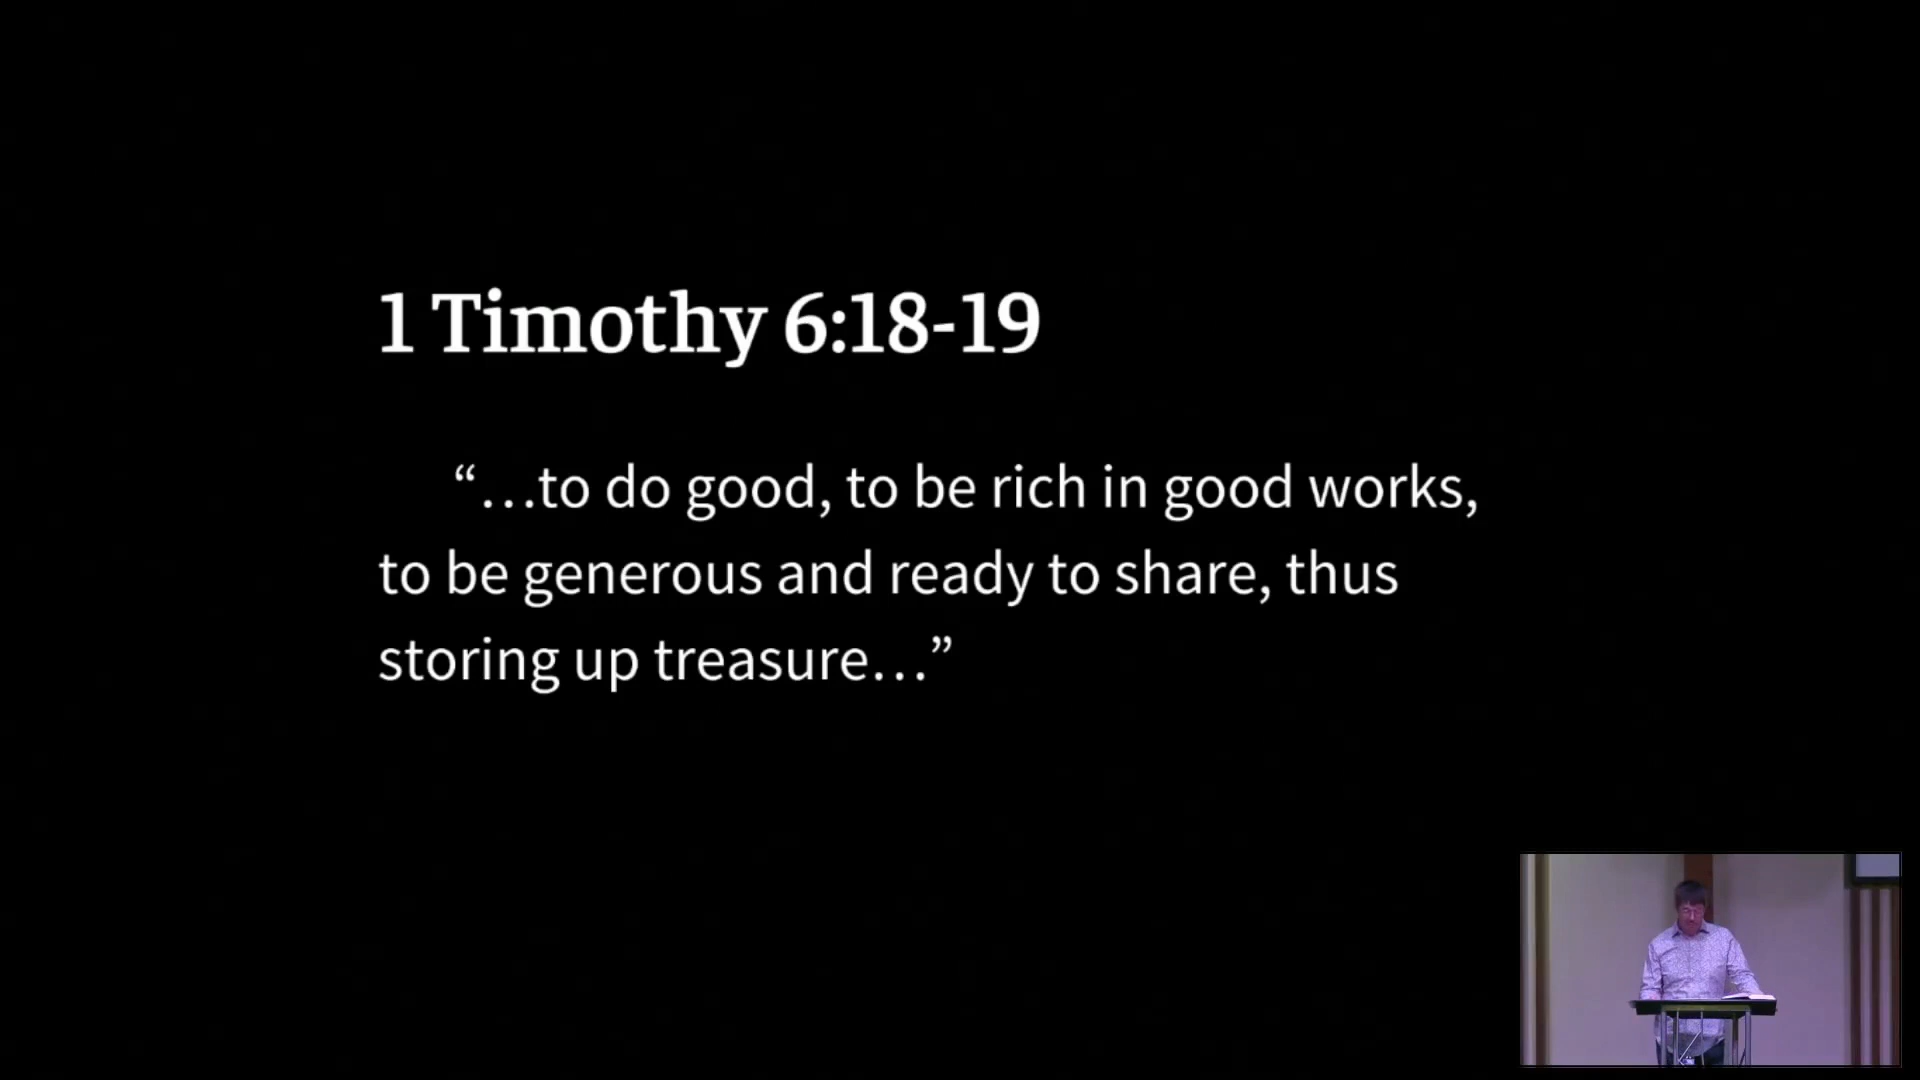 1 Timothy 6:18-19
“…to do good, to be rich in good works,
to be generous and ready to share, thus
storing up treasure…”